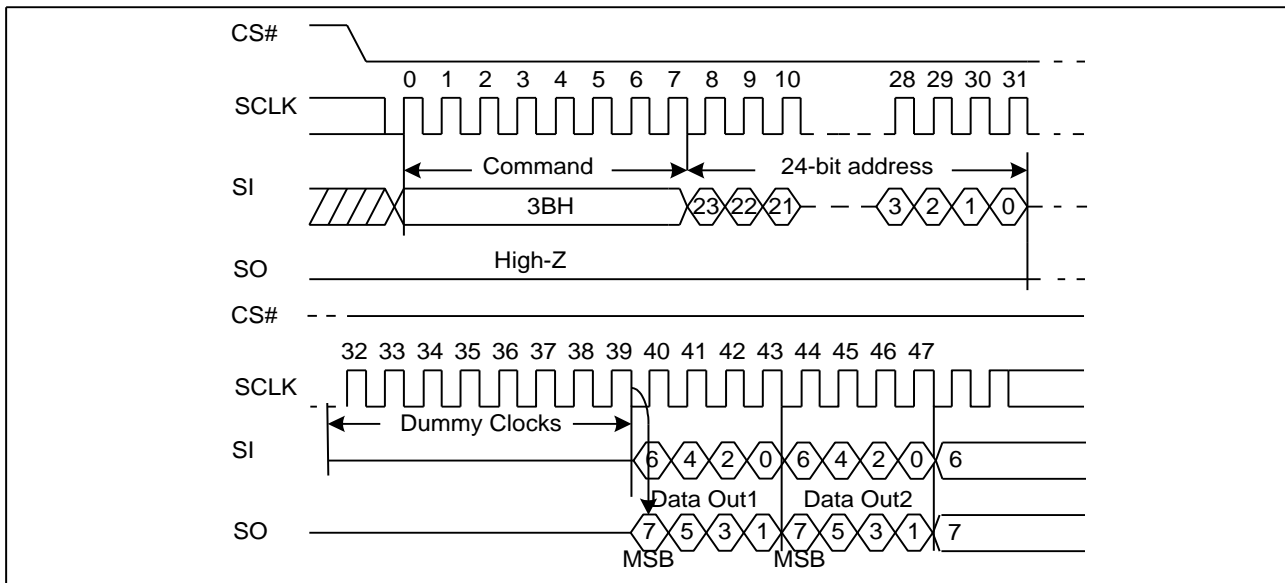 CS#
0 1 2 3 4 5 6 7 8 9 10 28 29 30 31
SCLK
Command 24-bit address
SI
3BH 23 22 21 3 2 1 0
High-Z
SO
CS#
32 33 34 35 36 37 38 39 40 41 42 43 44 45 46 47
SCLK
Dummy Clocks
SI
6 4 2 0 6 4 2 0 6
Data Out1 Data Out2
SO
7 5 3 1 7 5 3 1 7
MSB MSB